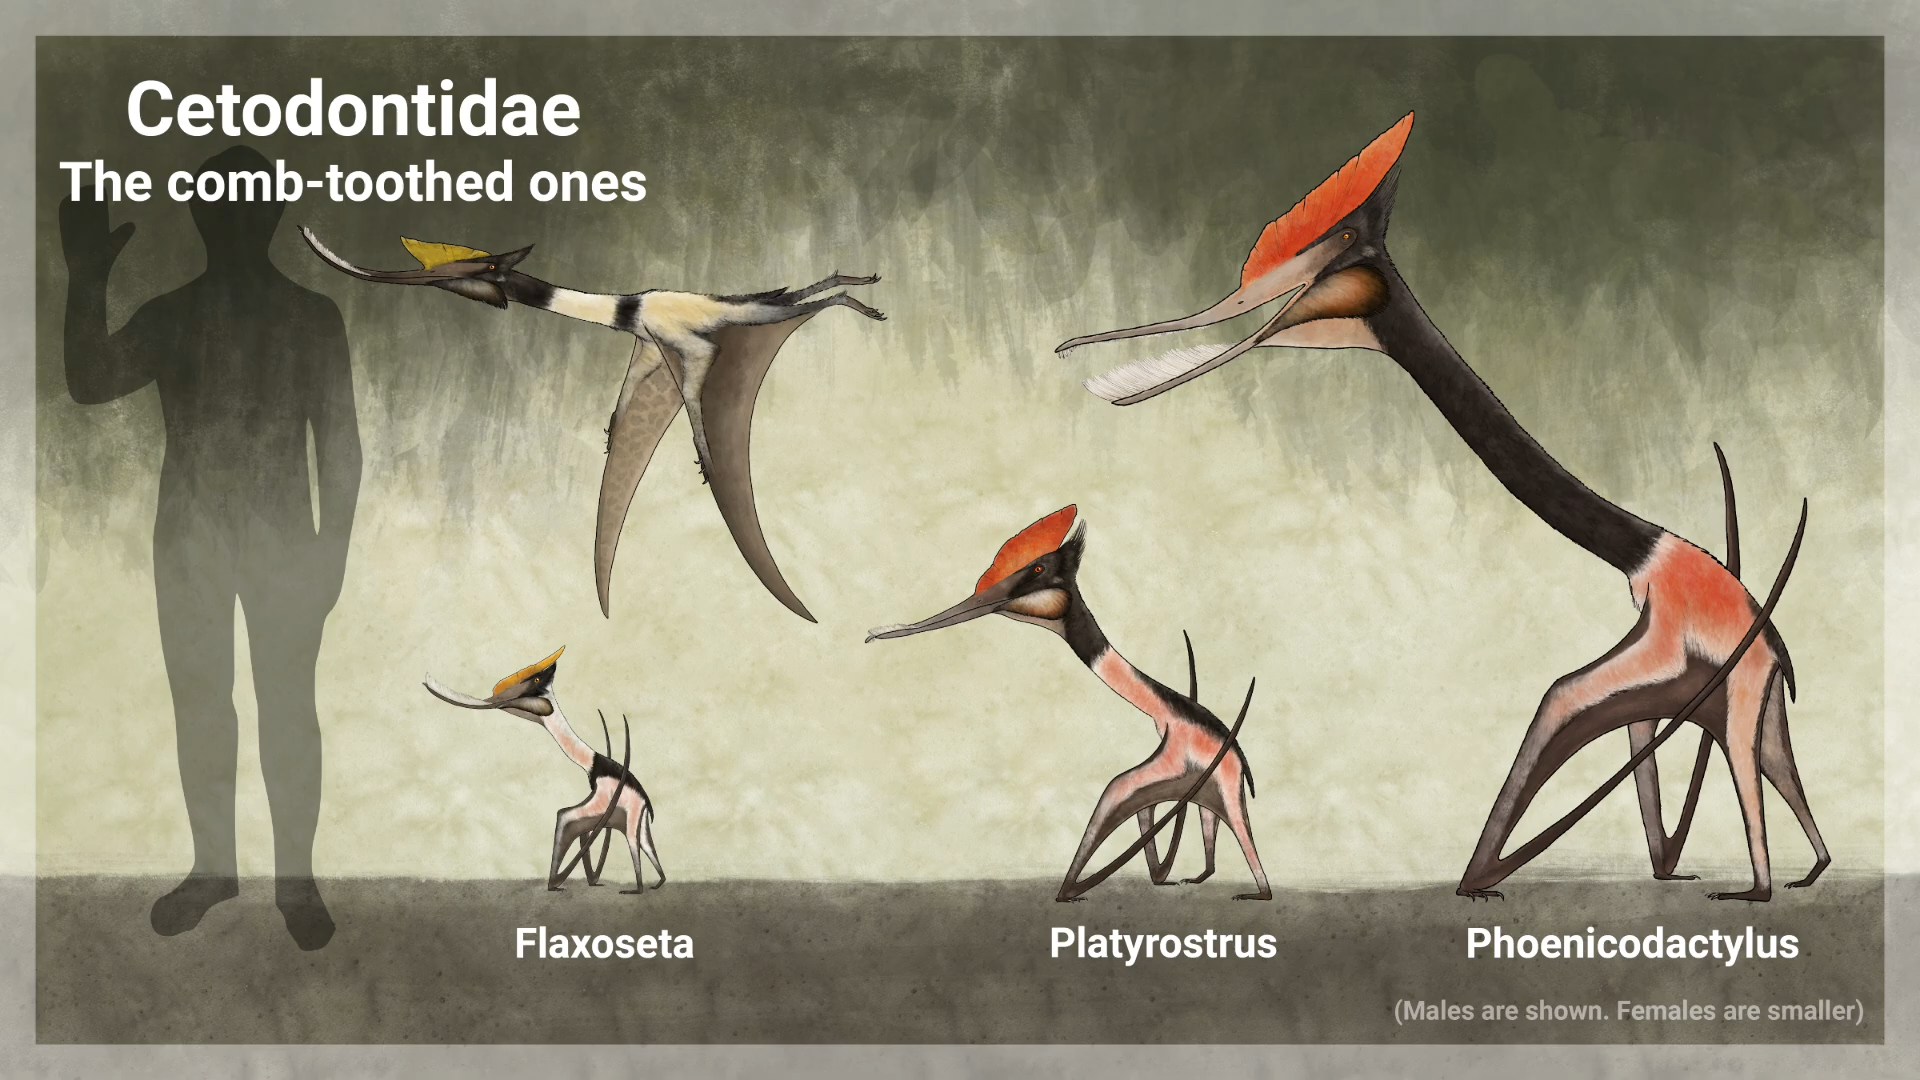 Cetodontidae
The comb-toothed ones
Flaxoseta
Platyrostrus
Phoenicodactylus
(Males are shown. Females are smaller)